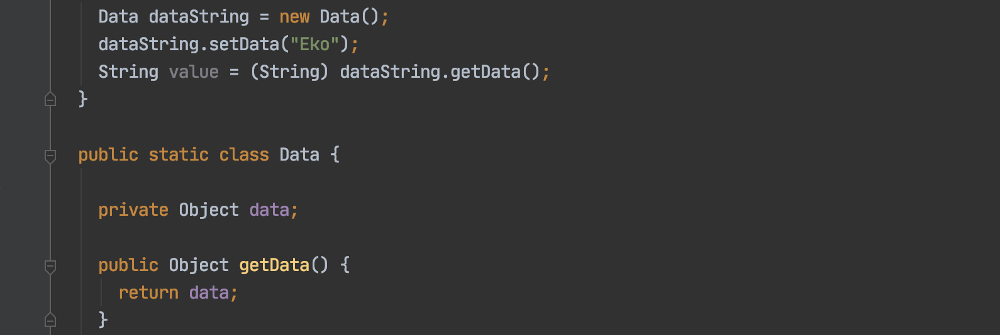 Data dataString = new Data();
dataString.setData("Eko");
String value = (String) dataString.getData();
}
public static class Data {
private Object data;
public Object getData() {
return data;
}